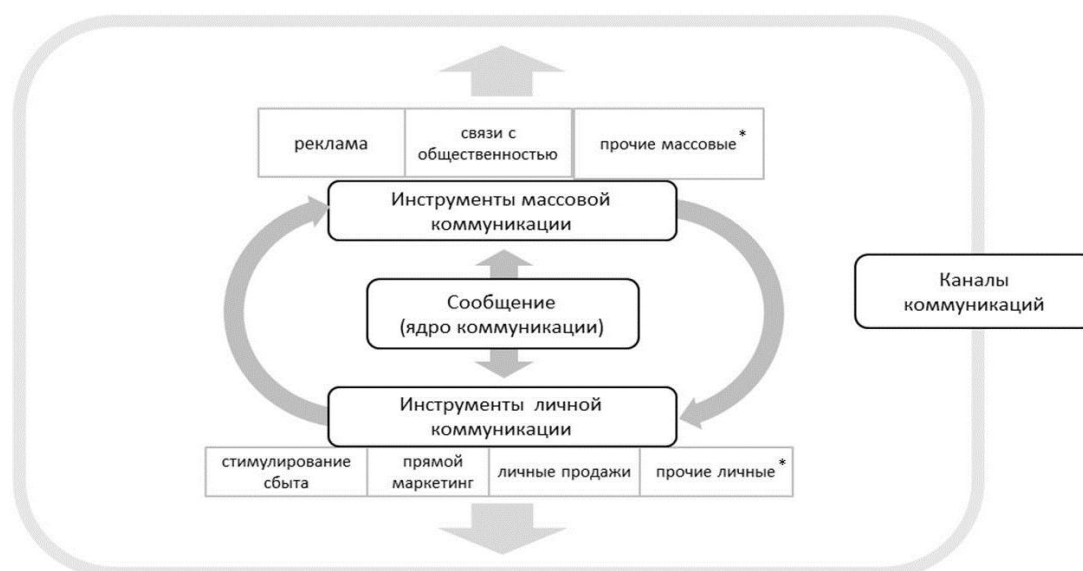 реклама
связи с
общественностью
прочие массовые*
Инструменты массовой
коммуникации
Сообщение
(ядро коммуникации)
Каналы
коммуникаций
Инструменты личной
коммуникации
стимулирование
сбыта
прямой
маркетинг
личные продажи
прочие личные*